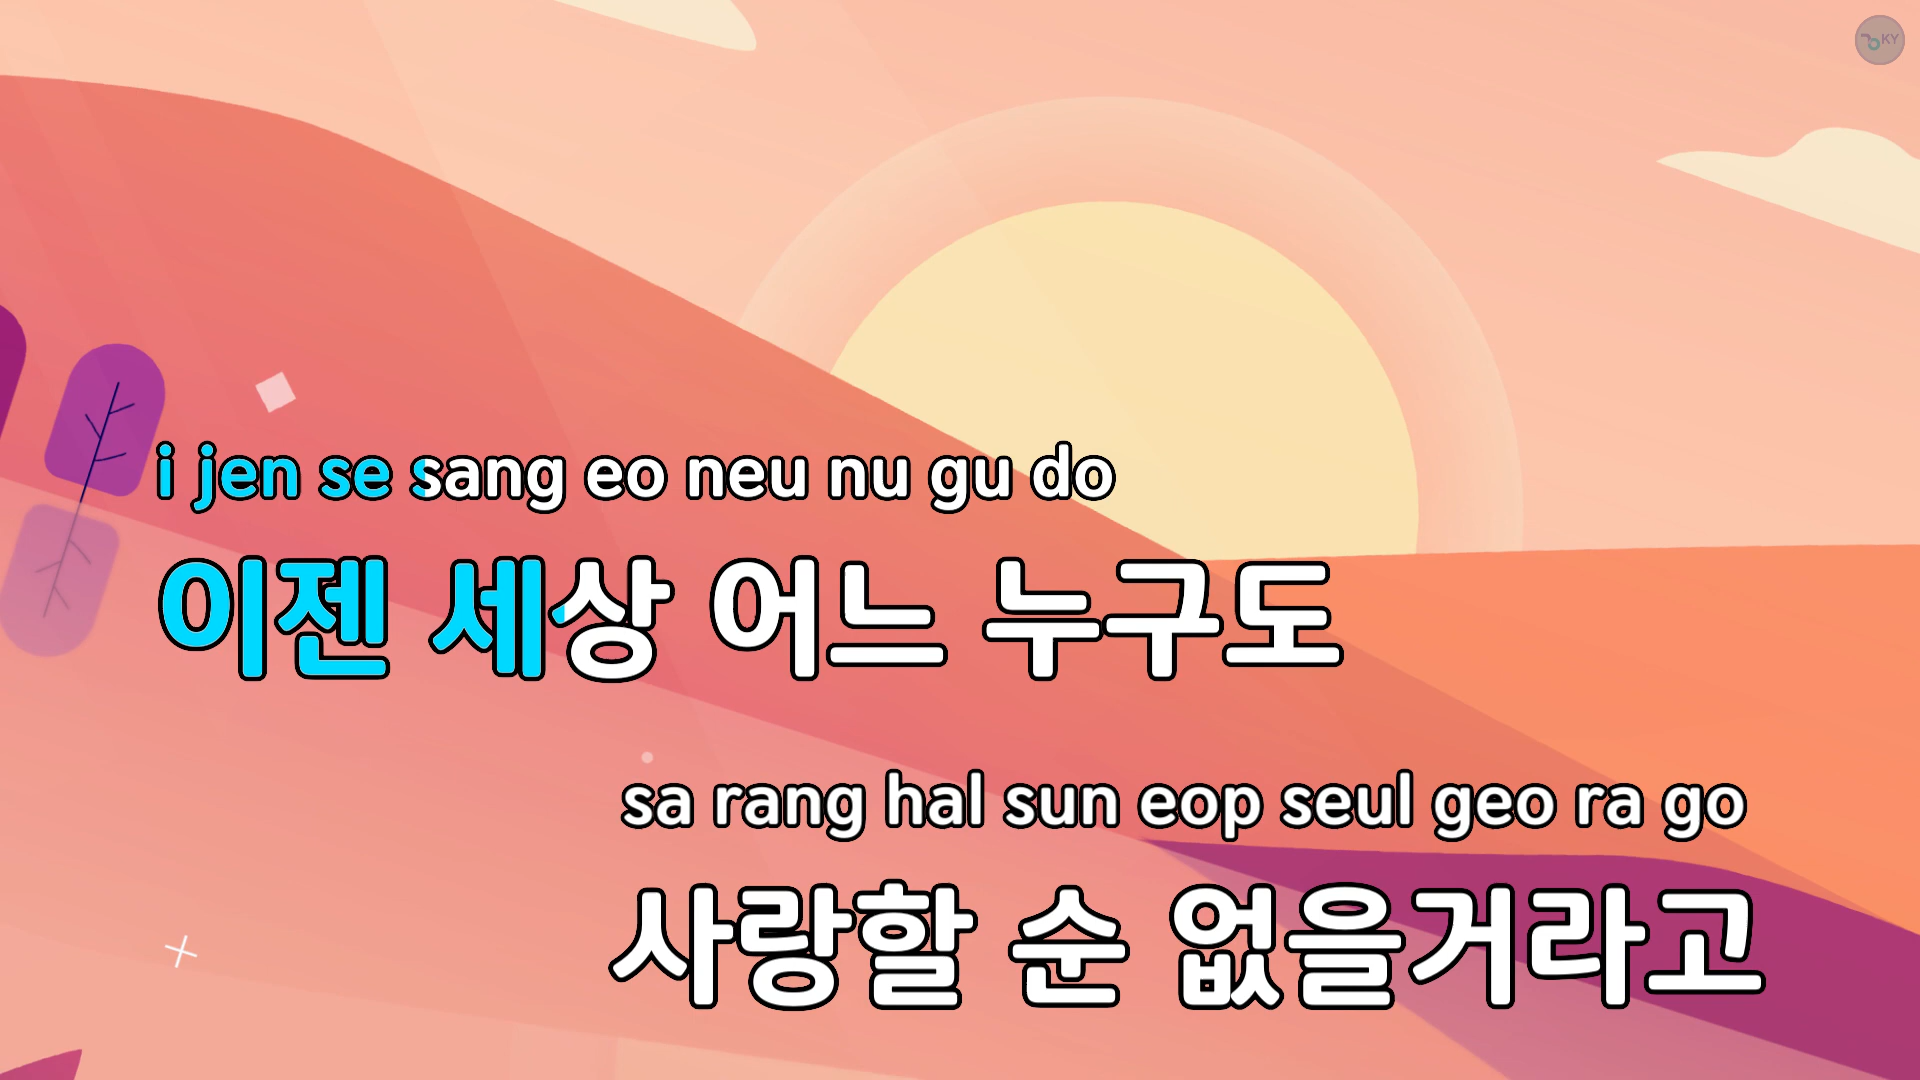 KY
i jen se sang eo neu nu gu do
이젠 세상 어느 누구도
sa rang hal sun eop seul geo ra go
사랑할 순 없을거라고